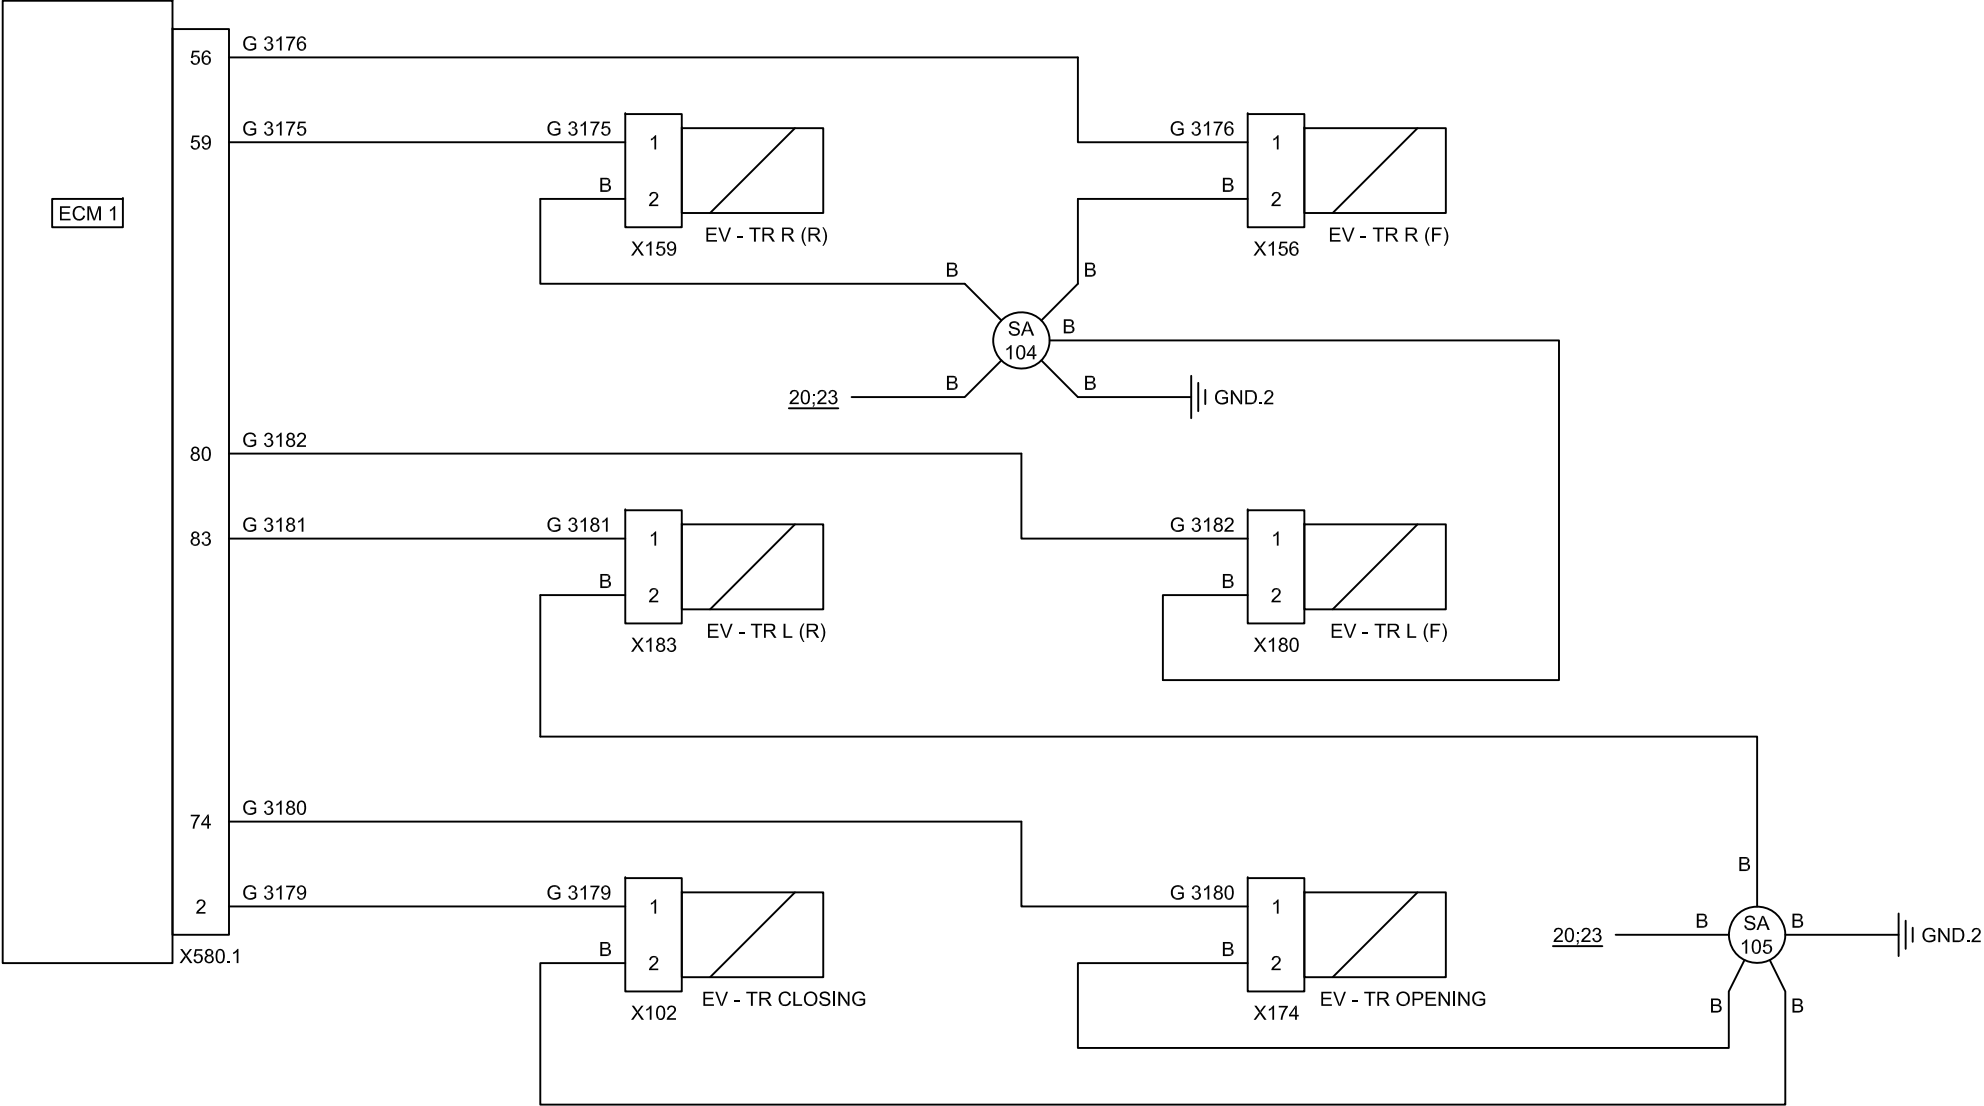 G 3176
56
G 3175
G 3175
G 3176
59
1
1
B
B
2
2
ECM 1
EV - TR R (R)
EV - TR R (F)
X159
X156
B
B
SA
104
B
20;23
B
B
GND.2
G 3182
80
G 3181
G 3181
G 3182
83
1
1
B
B
2
2
EV - TR L (R)
EV - TR L (F)
X183
X180
G 3180
74
B
G 3179
G 3179
G 3180
2
1
1
B
B
SA
105
B
20;23
GND.2
B
B
2
2
X580.1
EV - TR CLOSING
EV - TR OPENING
X102
X174
B
B